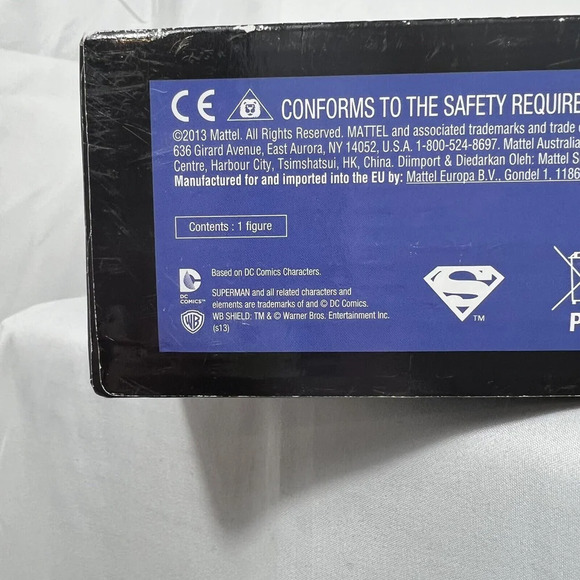 CE CONFORMS TO THE SAFETY REQUIRE
©2013 Mattel. All Rights Reserved. MATTEL and associated trademarks and trade
636 Girard Avenue, East Aurora, NY 14052, U.S.A. 1-800-524-8697. Mattel Australia
Centre, Harbour City, Tsimshatsui, HK, China. Diimport & Diedarkan Oleh: Mattel S
Manufactured for and imported into the EU by: Mattel Europa B.V., Gondel 1, 1186
Contents : 1 figure
DC
COMICS™
Based on DC Comics Characters.
SUPERMAN and all related characters and
elements are trademarks of and © DC Comics.
WB SHIELD: TM & © Warner Bros. Entertainment Inc.
(s13)
WB
S
TM
P